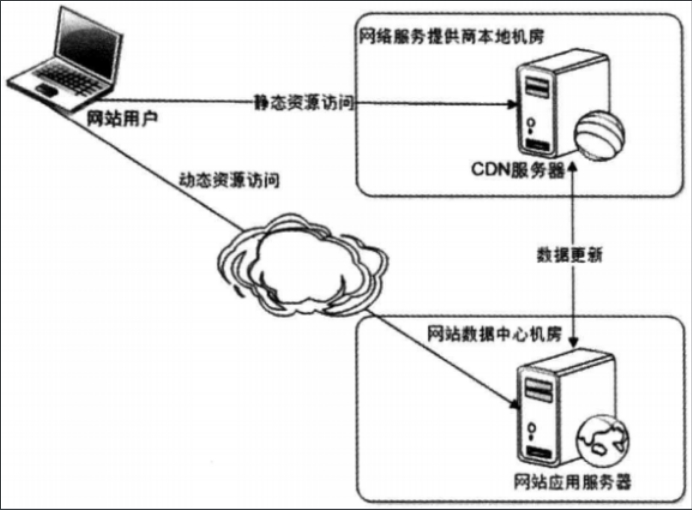 网络服务提供商本地机房
静态资源访问
网站用户
CDN服务器
动态资源访问
数据更新
网站数据中心机房
网站应用服务器